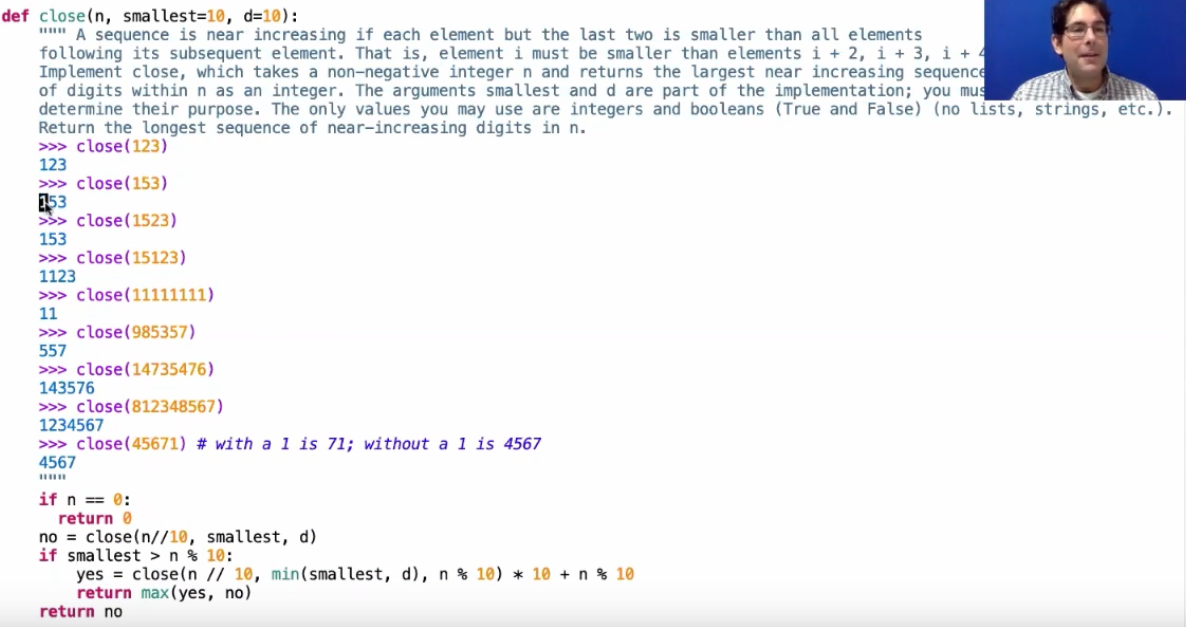 def close(n, smallest=10, d=10):
""" A sequence is near increasing if each element but the last two is smaller than all elements
following its subsequent element. That is, element i must be smaller than elements i + 2, i + 3, i + 4
Implement close, which takes a non-negative integer n and returns the largest near increasing sequence
of digits within n as an integer. The arguments smallest and d are part of the implementation; you mus
determine their purpose. The only values you may use are integers and booleans (True and False) (no lists, strings, etc.).
Return the longest sequence of near-increasing digits in n.
>>> close(123)
123
>>> close(153)
153
>>> close(1523)
153
>>> close(15123)
1123
>>> close(11111111)
11
>>> close(985357)
557
>>> close(14735476)
143576
>>> close(812348567)
1234567
>>> close(45671) # with a 1 is 71; without a 1 is 4567
4567
"""
if n == 0:
return 0
no = close(n//10, smallest, d)
if smallest > n % 10:
yes = close(n // 10, min(smallest, d), n % 10) * 10 + n % 10
return max(yes, no)
return no